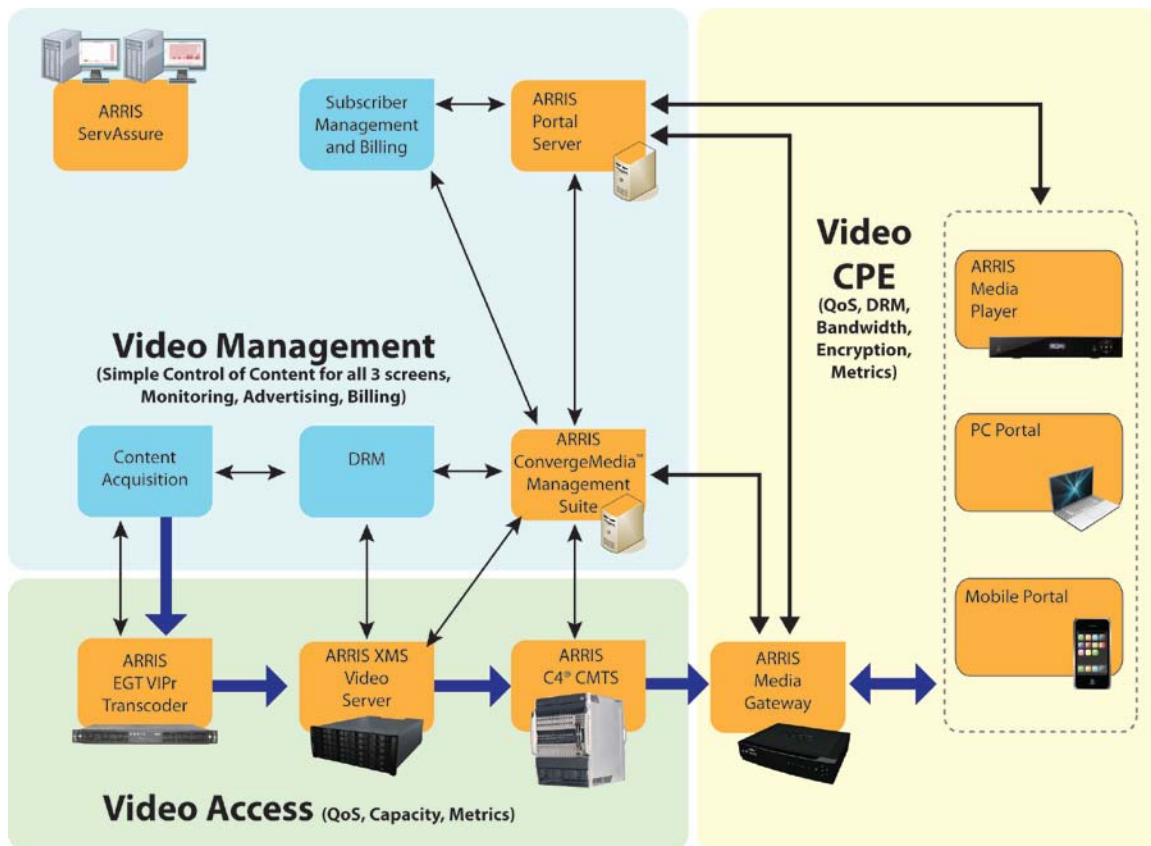 ARRIS
ServAssure
Subscriber
Management
and Billing
ARRIS
Portal
Server
Video
CPE
(QoS, DRM,
Bandwidth,
Encryption,
Metrics)
ARRIS
Media
Player
Video Management
(Simple Control of Content for all 3 screens,
Monitoring, Advertising, Billing)
Content
Acquisition
DRM
ARRIS
ConvergeMedia™
Management
Suite
PC Portal
Mobile Portal
ARRIS
EGT VIPr
Transcoder
ARRIS XMS
Video
Server
ARRIS
C4® CMTS
ARRIS
Media
Gateway
Video Access (QoS, Capacity, Metrics)